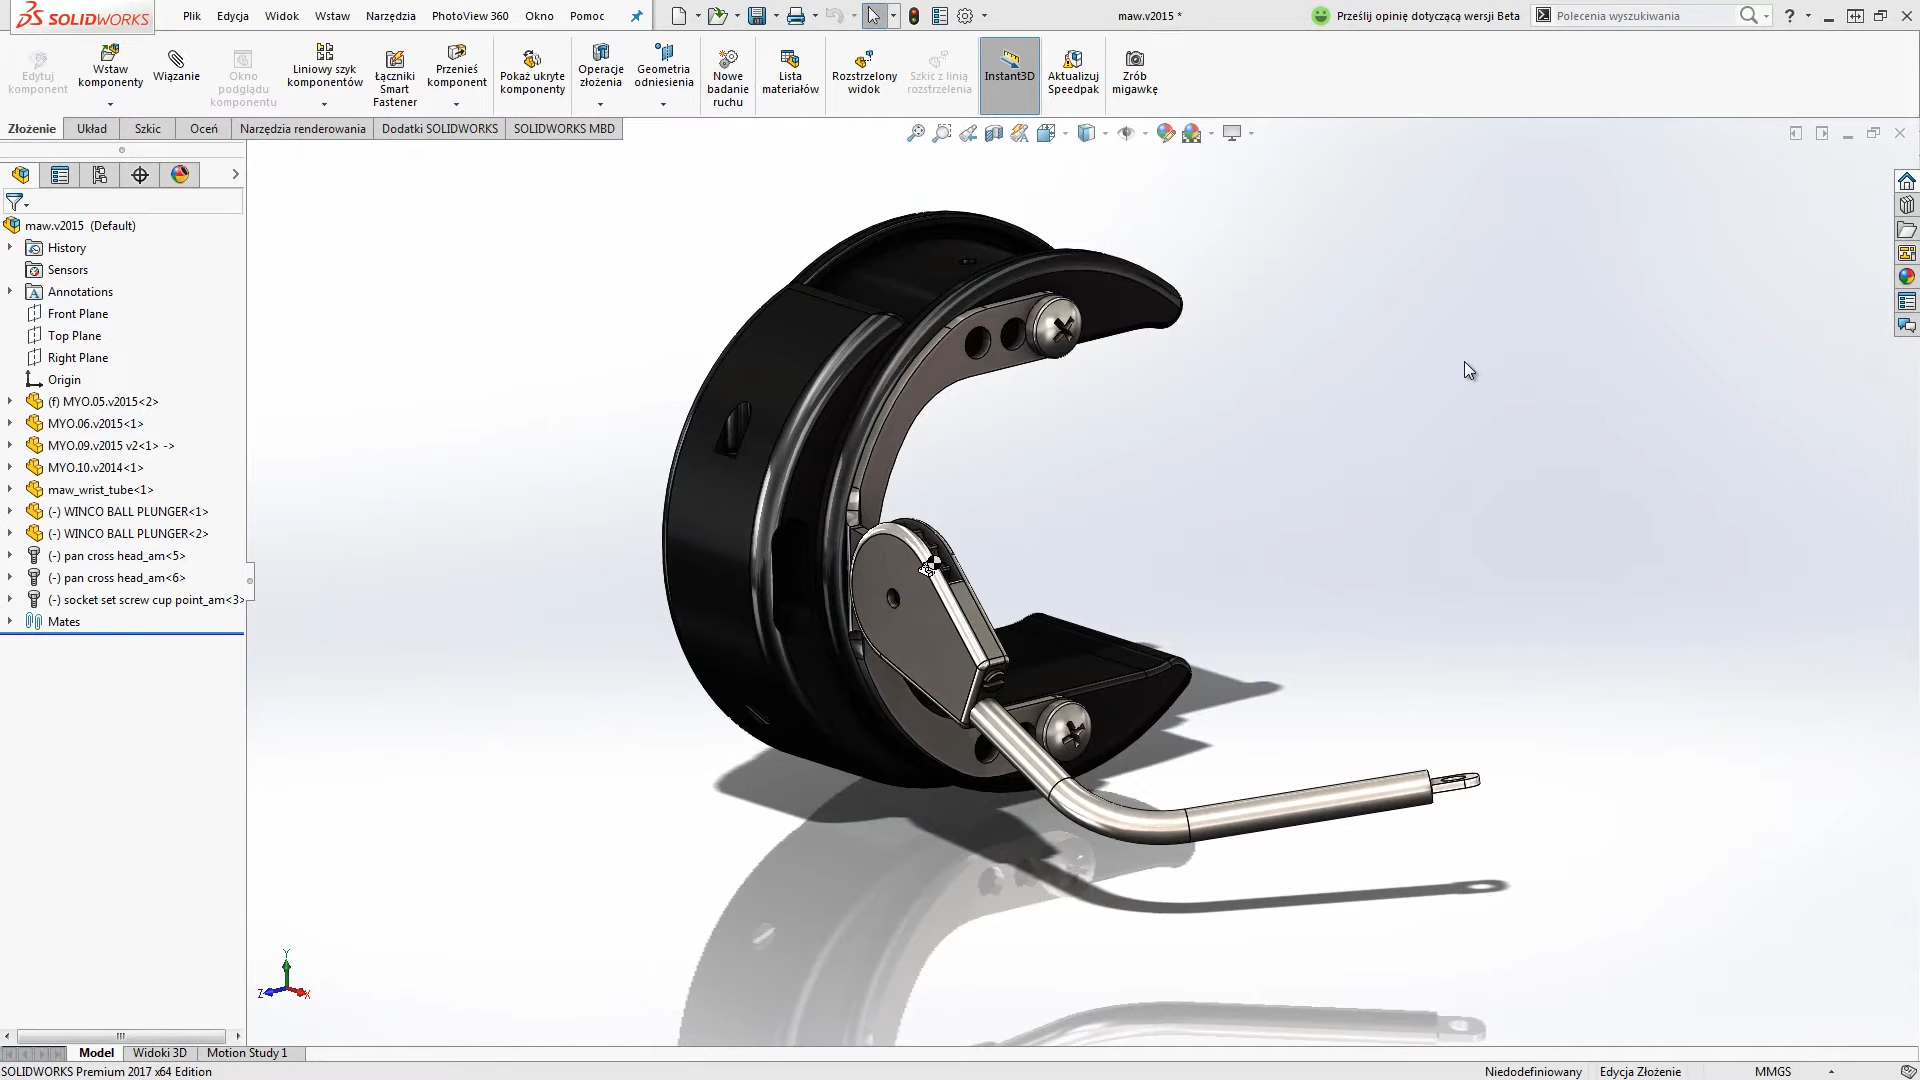 SOLIDWORKS
Plik
Edycja
Widok
Wstaw
Narzędzia
PhotoView 360
Okno
Pomoc
maw.v2015 *
Prześlij opinię dotyczącą wersji Beta
Polecenia wyszukiwania
?
Edytuj
komponent
Wstaw
komponenty
Wiązanie
Okno
podglądu
komponentu
Liniowy szyk
komponentów
Łączniki
Smart
Fastener
Przenieś
komponent
Pokaż ukryte
komponenty
Operacje
złożenia
Geometria
odniesienia
Nowe
badanie
ruchu
Lista
materiałów
Rozstrzelony
widok
Szkic z linią
rozstrzelenia
Instant3D
Aktualizuj
Speedpak
Zrób
migawkę
Złożenie
Układ
Szkic
Oceń
Narzędzia renderowania
Dodatki SOLIDWORKS
SOLIDWORKS MBD
maw.v2015 (Default)
History
Sensors
Annotations
Front Plane
Top Plane
Right Plane
Origin
(f) MYO.05.v2015<2>
MYO.06.v2015<1>
MYO.09.v2015 v2<1> ->
MYO.10.v2014<1>
maw_wrist_tube<1>
(-) WINCO BALL PLUNGER<1>
(-) WINCO BALL PLUNGER<2>
(-) pan cross head_am<5>
(-) pan cross head_am<6>
(-) socket set screw cup point_am<3>
Mates
Y
Z
X
Model
Widoki 3D
Motion Study 1
SOLIDWORKS Premium 2017 x64 Edition
Niedodefiniowany
Edycja Złożenie
MMGS